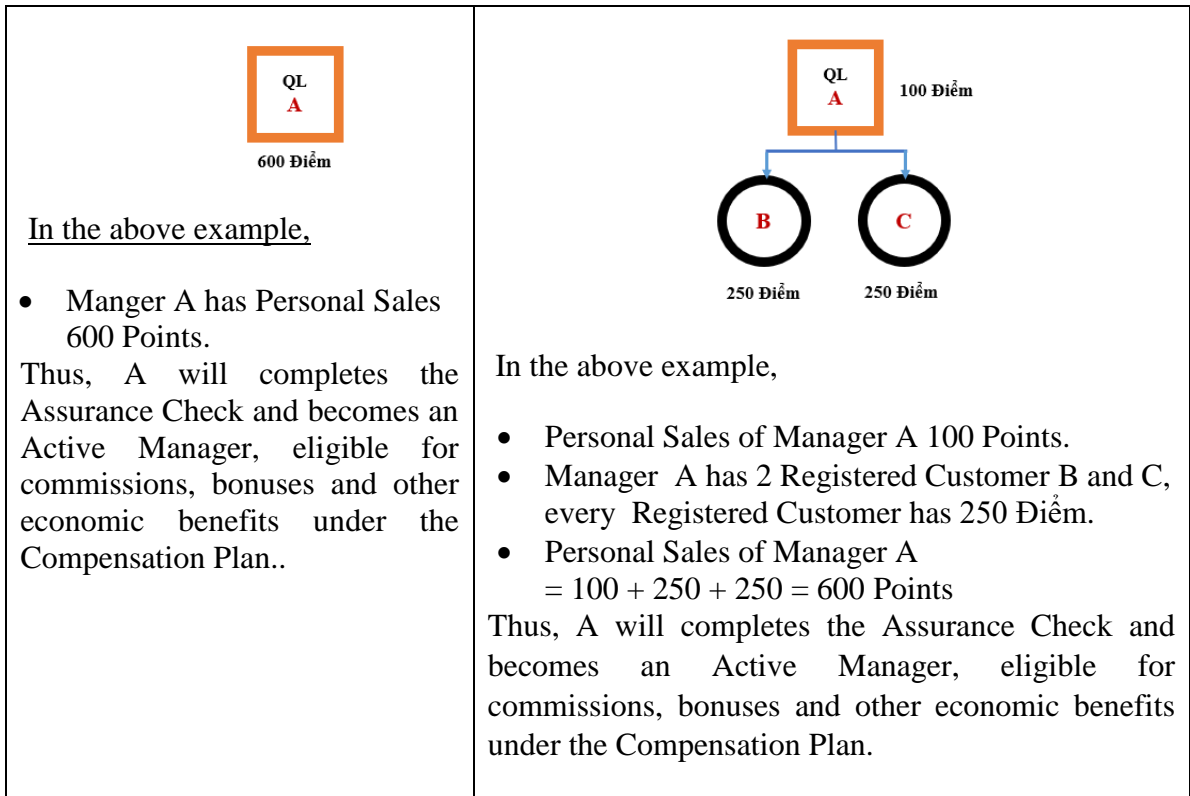 QL
A
600 Điểm
In the above example,
• Manger A has Personal Sales
600 Points.
Thus, A will completes the
Assurance Check and becomes an
Active Manager, eligible for
commissions, bonuses and other
economic benefits under the
Compensation Plan..
QL
A
100 Điểm
B
C
250 Điểm
250 Điểm
In the above example,
• Personal Sales of Manager A 100 Points.
• Manager A has 2 Registered Customer B and C,
every Registered Customer has 250 Điểm.
• Personal Sales of Manager A
= 100 + 250 + 250 = 600 Points
Thus, A will completes the Assurance Check and
becomes an Active Manager, eligible for
commissions, bonuses and other economic benefits
under the Compensation Plan.